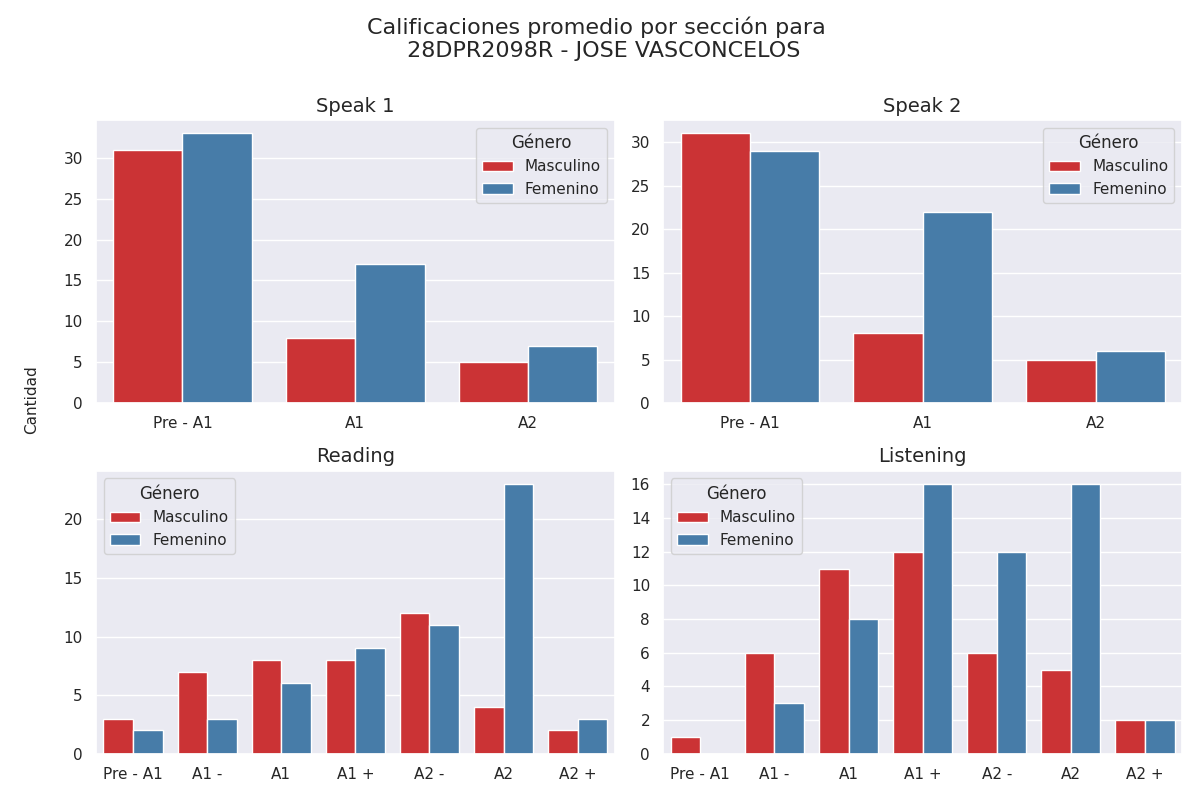 Calificaciones promedio por sección para
28DPR2098R - JOSE VASCONCELOS
Cantidad
Speak 1
30
25
20
15
10
5
0
Género
Masculino
Femenino
Pre - A1 A1 A2
Speak 2
30
25
20
15
10
5
0
Género
Masculino
Femenino
Pre - A1 A1 A2
Reading
20
15
10
5
0
Género
Masculino
Femenino
Pre - A1 A1 - A1 A1 + A2 - A2 A2 +
Listening
16
14
12
10
8
6
4
2
0
Género
Masculino
Femenino
Pre - A1 A1 - A1 A1 + A2 - A2 A2 +